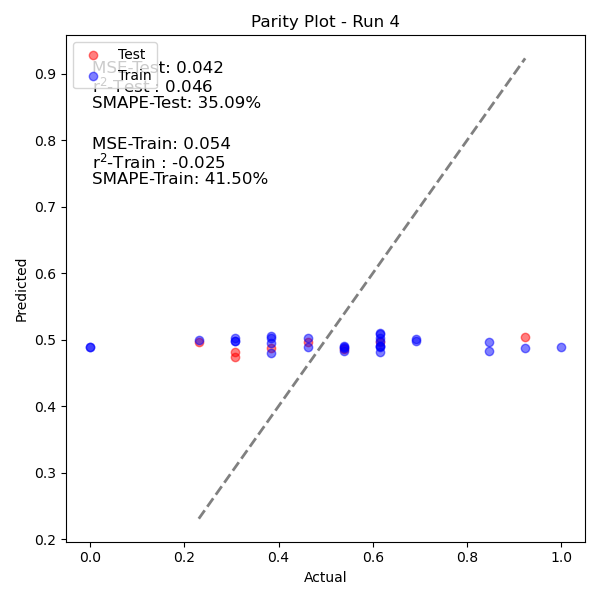 Parity Plot - Run 4
Test
Train
MSE-Test: 0.042
r²-Test : 0.046
SMAPE-Test: 35.09%
MSE-Train: 0.054
r²-Train : -0.025
SMAPE-Train: 41.50%
Predicted
0.9
0.8
0.7
0.6
0.5
0.4
0.3
0.2
0.0 0.2 0.4 0.6 0.8 1.0
Actual